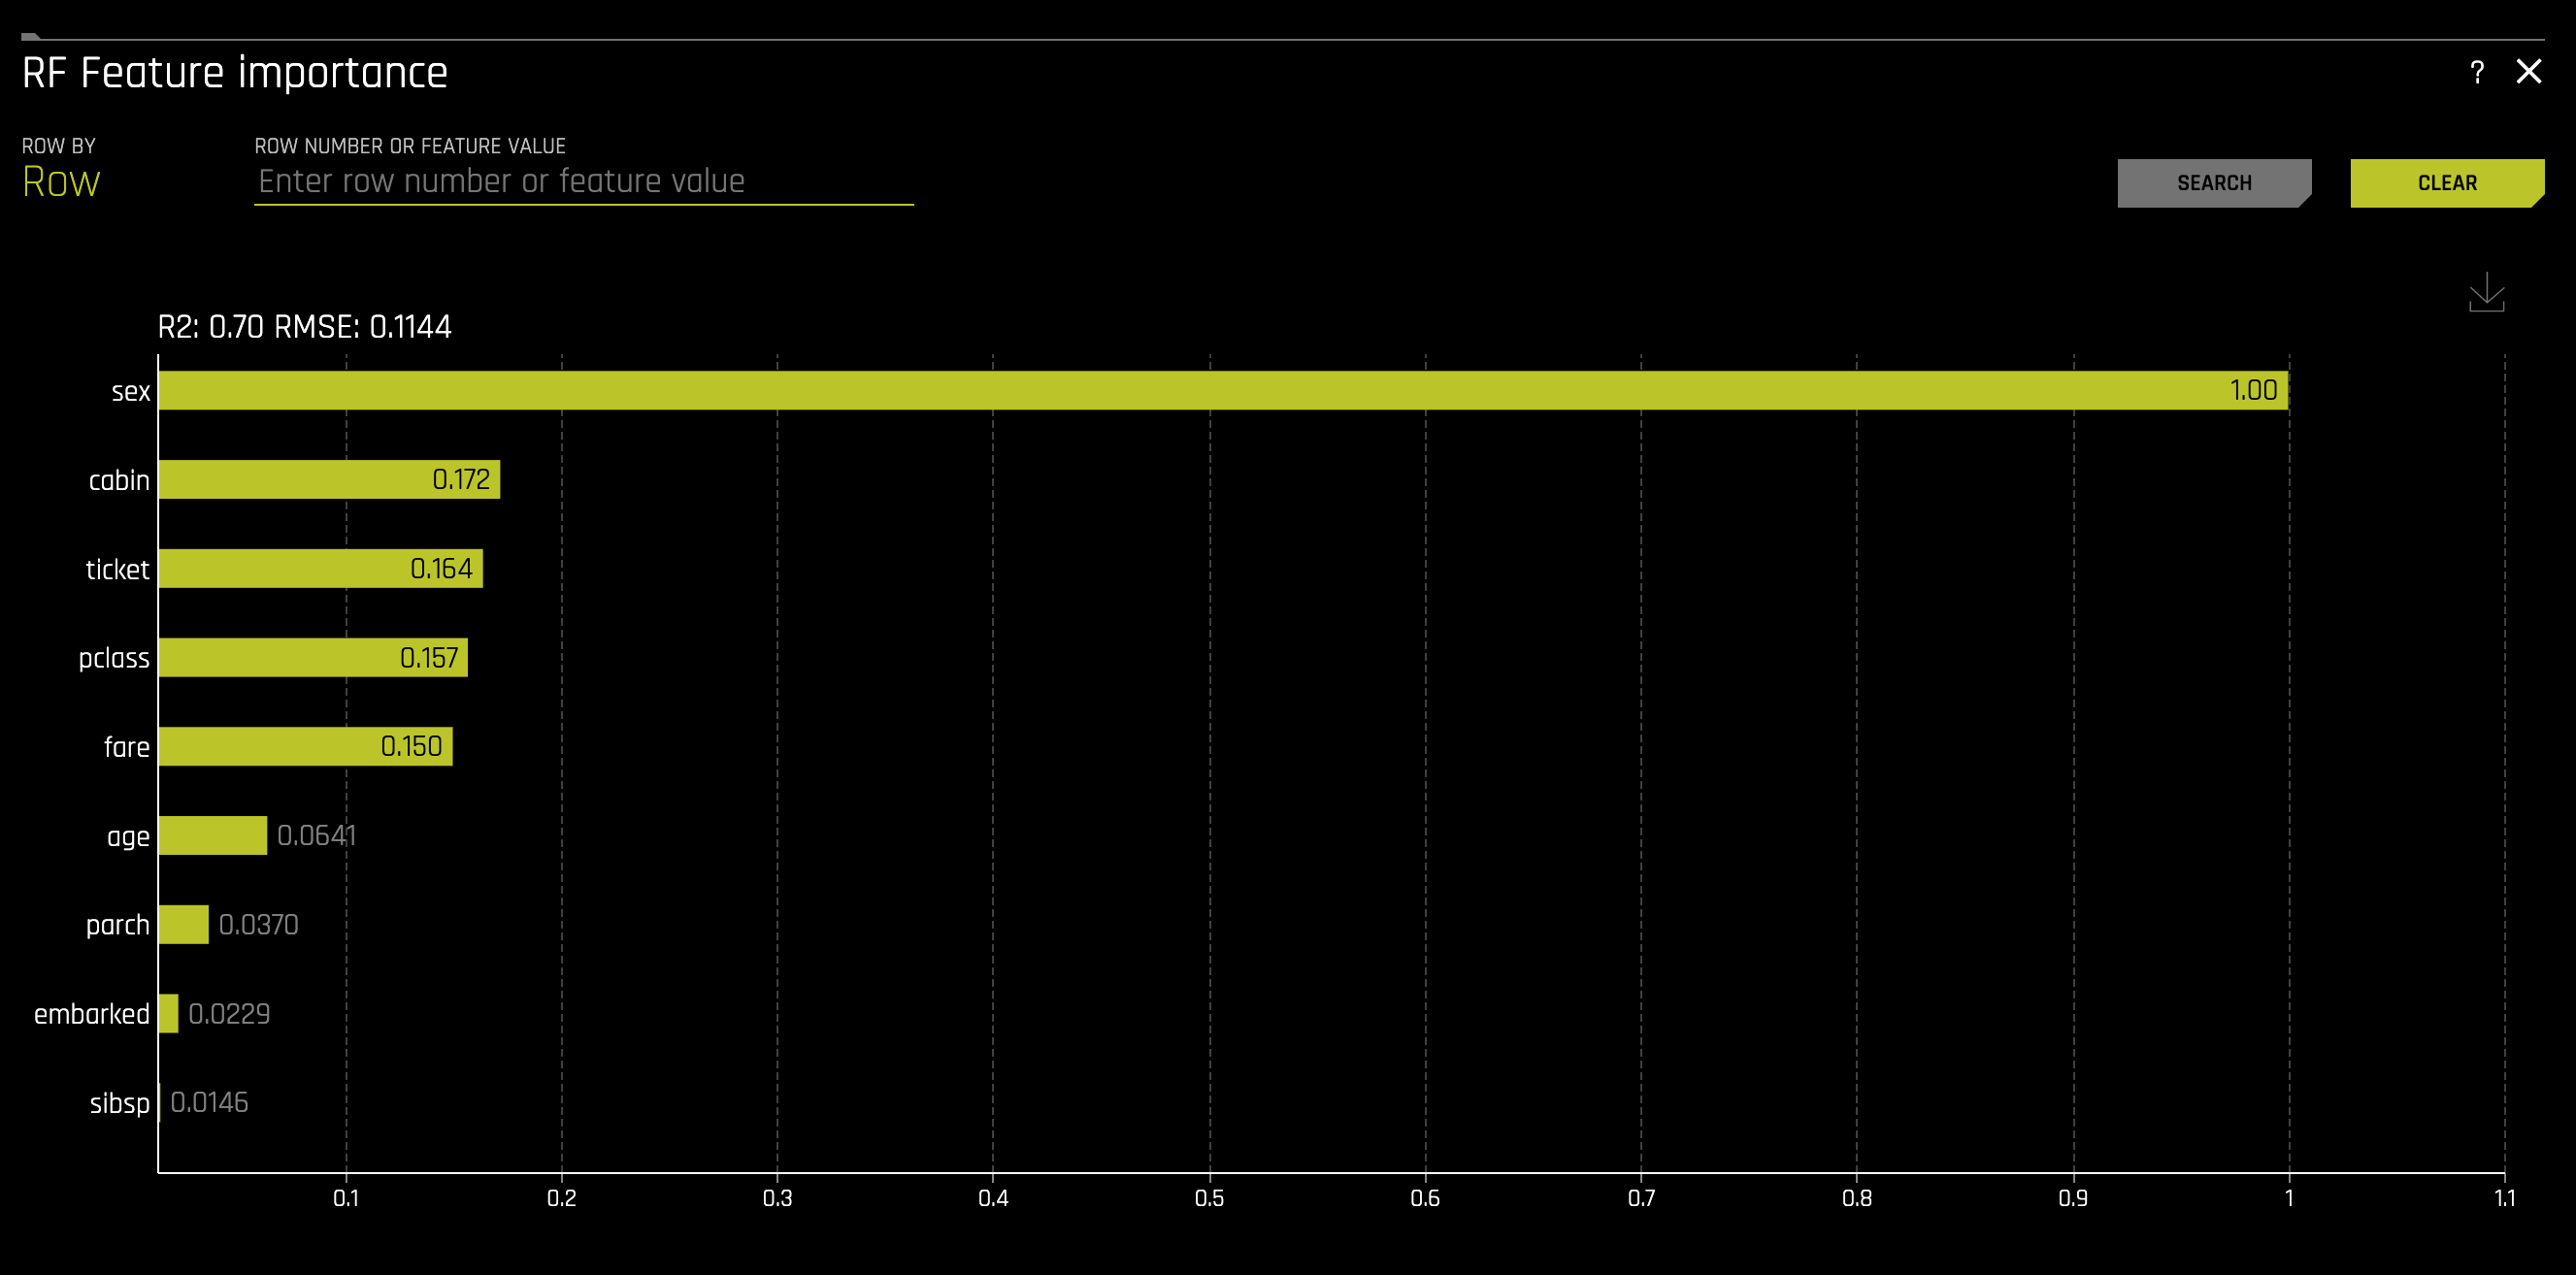 RF Feature importance
?
ROW BY
Row
ROW NUMBER OR FEATURE VALUE
Enter row number or feature value
SEARCH
CLEAR
R2: 0.70 RMSE: 0.1144
sex 1.00
cabin 0.172
ticket 0.164
pclass 0.157
fare 0.150
age 0.0641
parch 0.0370
embarked 0.0229
sibsp 0.0146
0.1 0.2 0.3 0.4 0.5 0.6 0.7 0.8 0.9 1 1.1